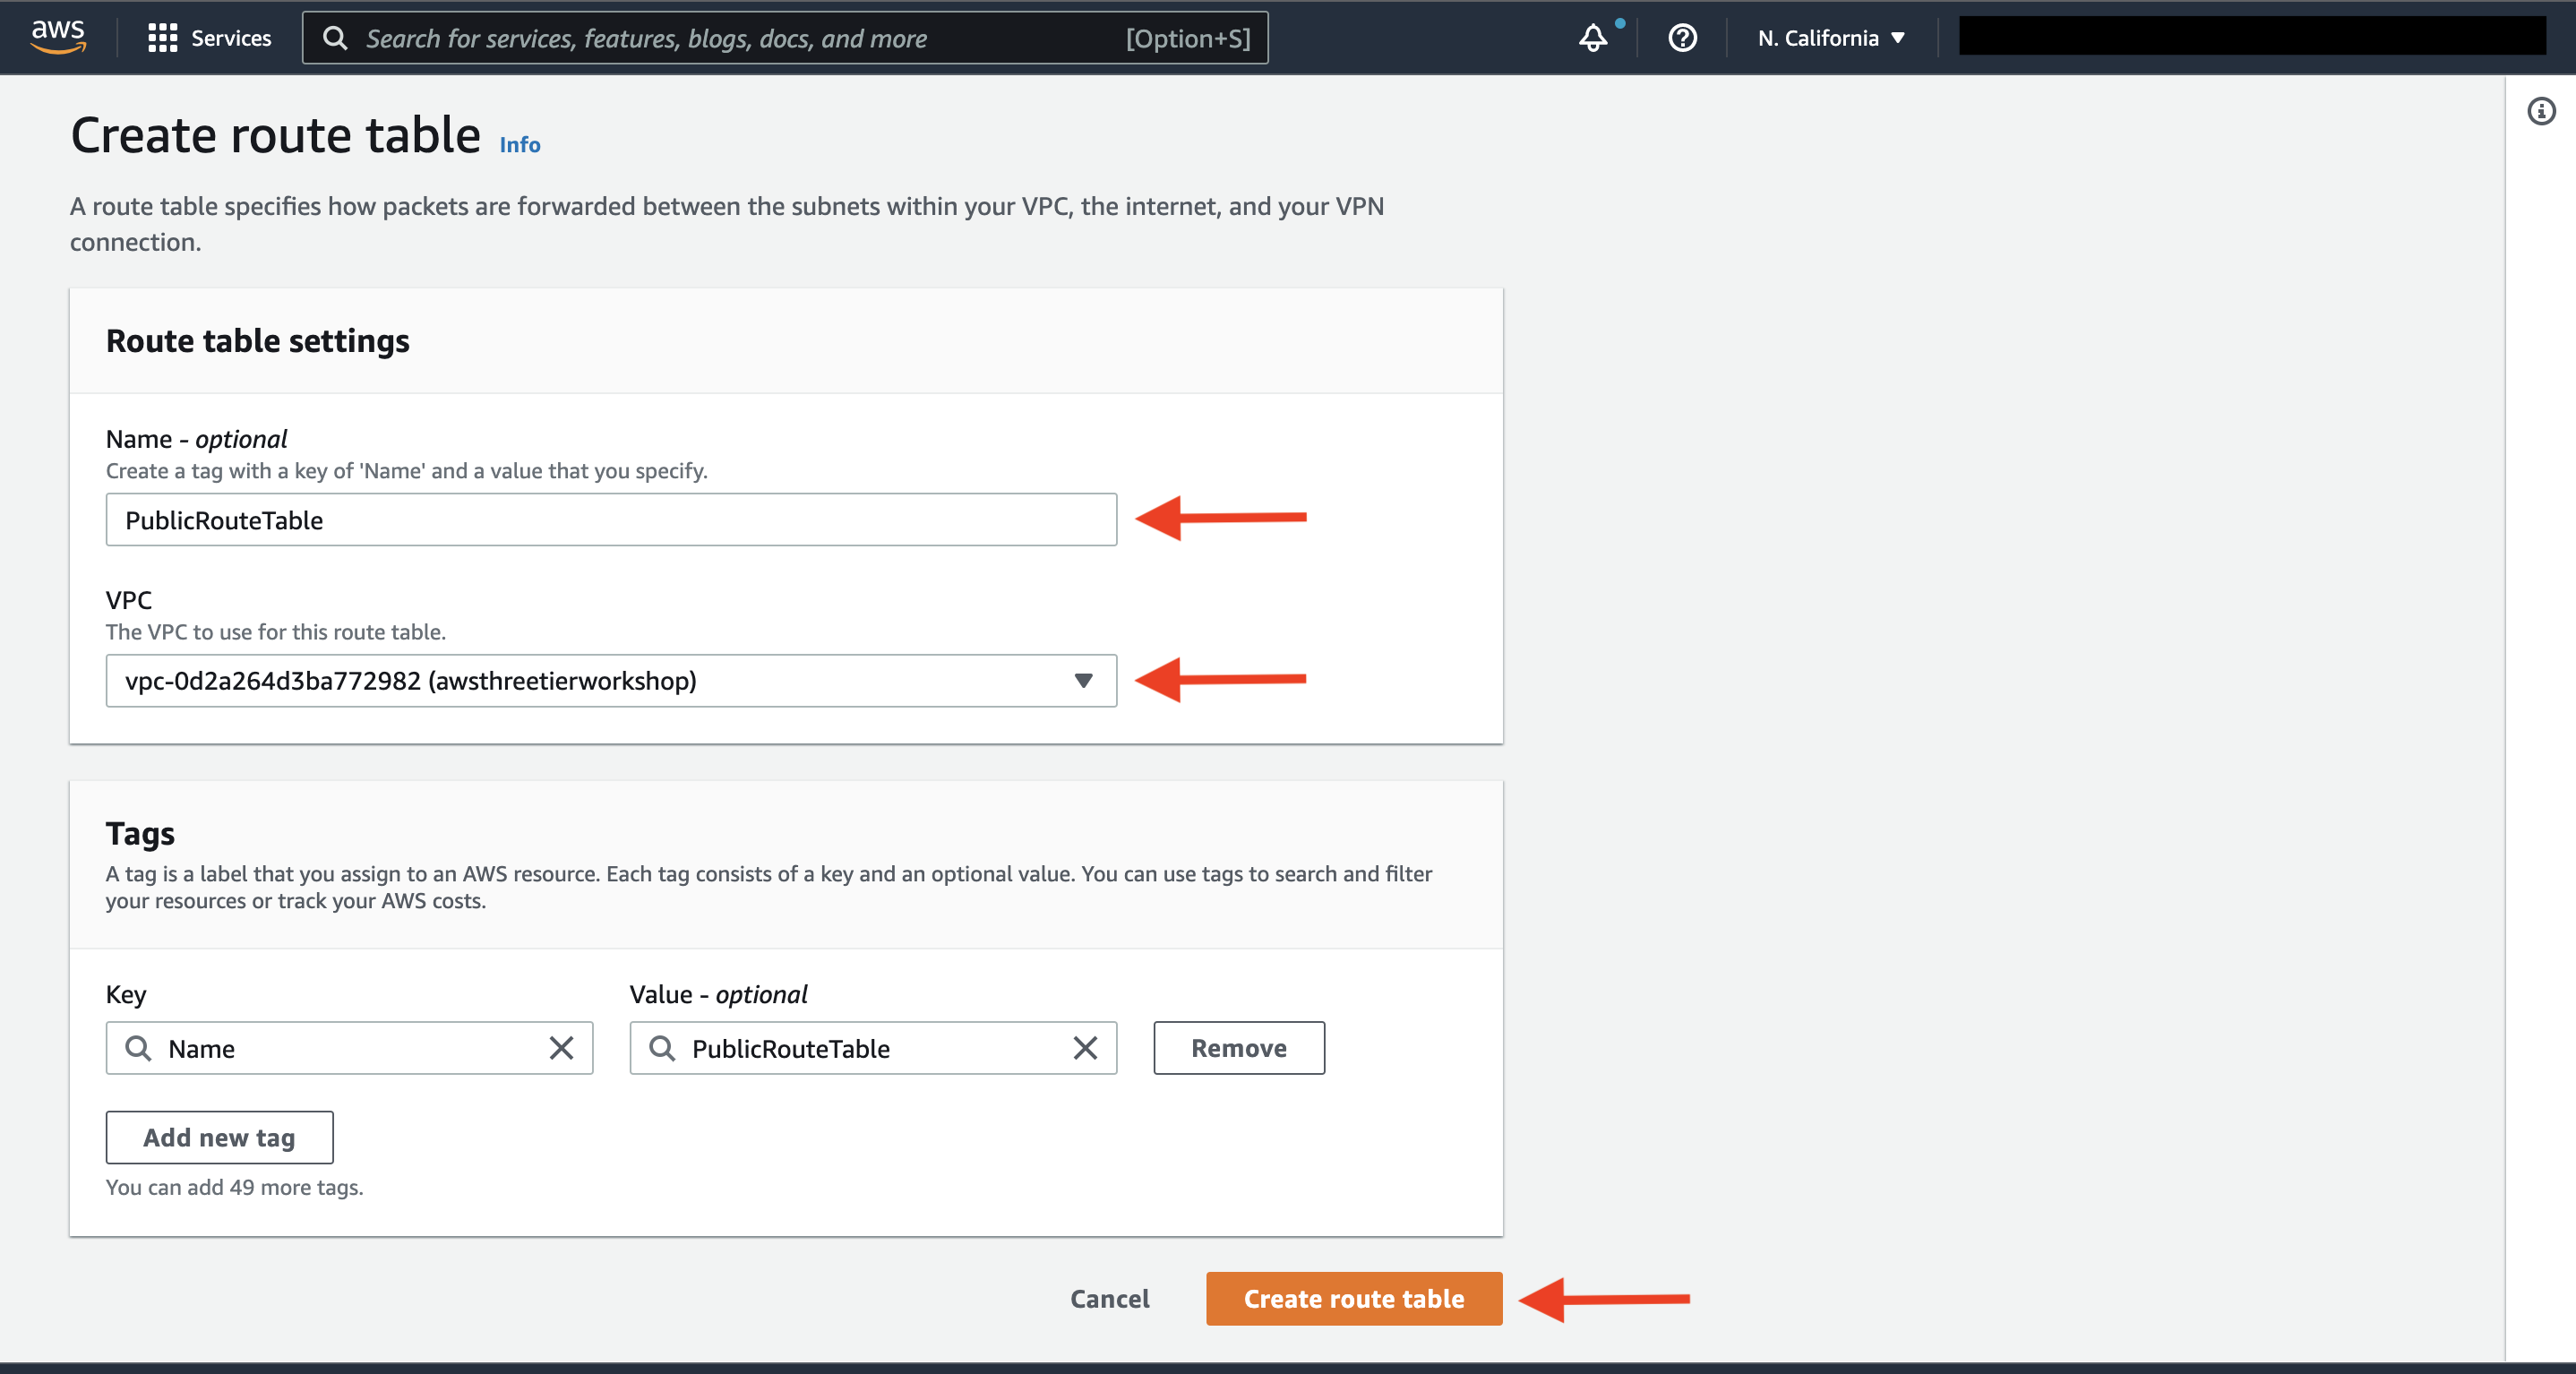 aws
Services
Search for services, features, blogs, docs, and more
[Option+S]
N. California
Create route table
Info
A route table specifies how packets are forwarded between the subnets within your VPC, the internet, and your VPN
connection.
Route table settings
Name - optional
Create a tag with a key of 'Name' and a value that you specify.
PublicRouteTable
VPC
The VPC to use for this route table.
vpc-0d2a264d3ba772982 (awsthreetierworkshop)
Tags
A tag is a label that you assign to an AWS resource. Each tag consists of a key and an optional value. You can use tags to search and filter
your resources or track your AWS costs.
Key
Value - optional
Name
PublicRouteTable
Remove
Add new tag
You can add 49 more tags.
Cancel
Create route table